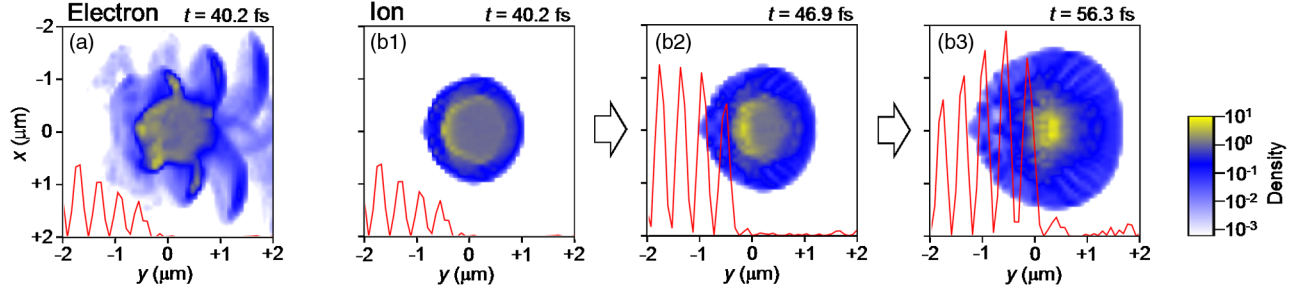 Electron t = 40.2 fs
Ion t = 40.2 fs
t = 46.9 fs
t = 56.3 fs
(a)
(b1)
(b2)
(b3)
-2
-1
0
+1
+2
x (μm)
-2 -1 0 +1 +2
y (μm)
-2 -1 0 +1 +2
y (μm)
-2 -1 0 +1 +2
y (μm)
-2 -1 0 +1 +2
y (μm)
10¹
10⁰
10⁻¹
10⁻²
10⁻³
Density